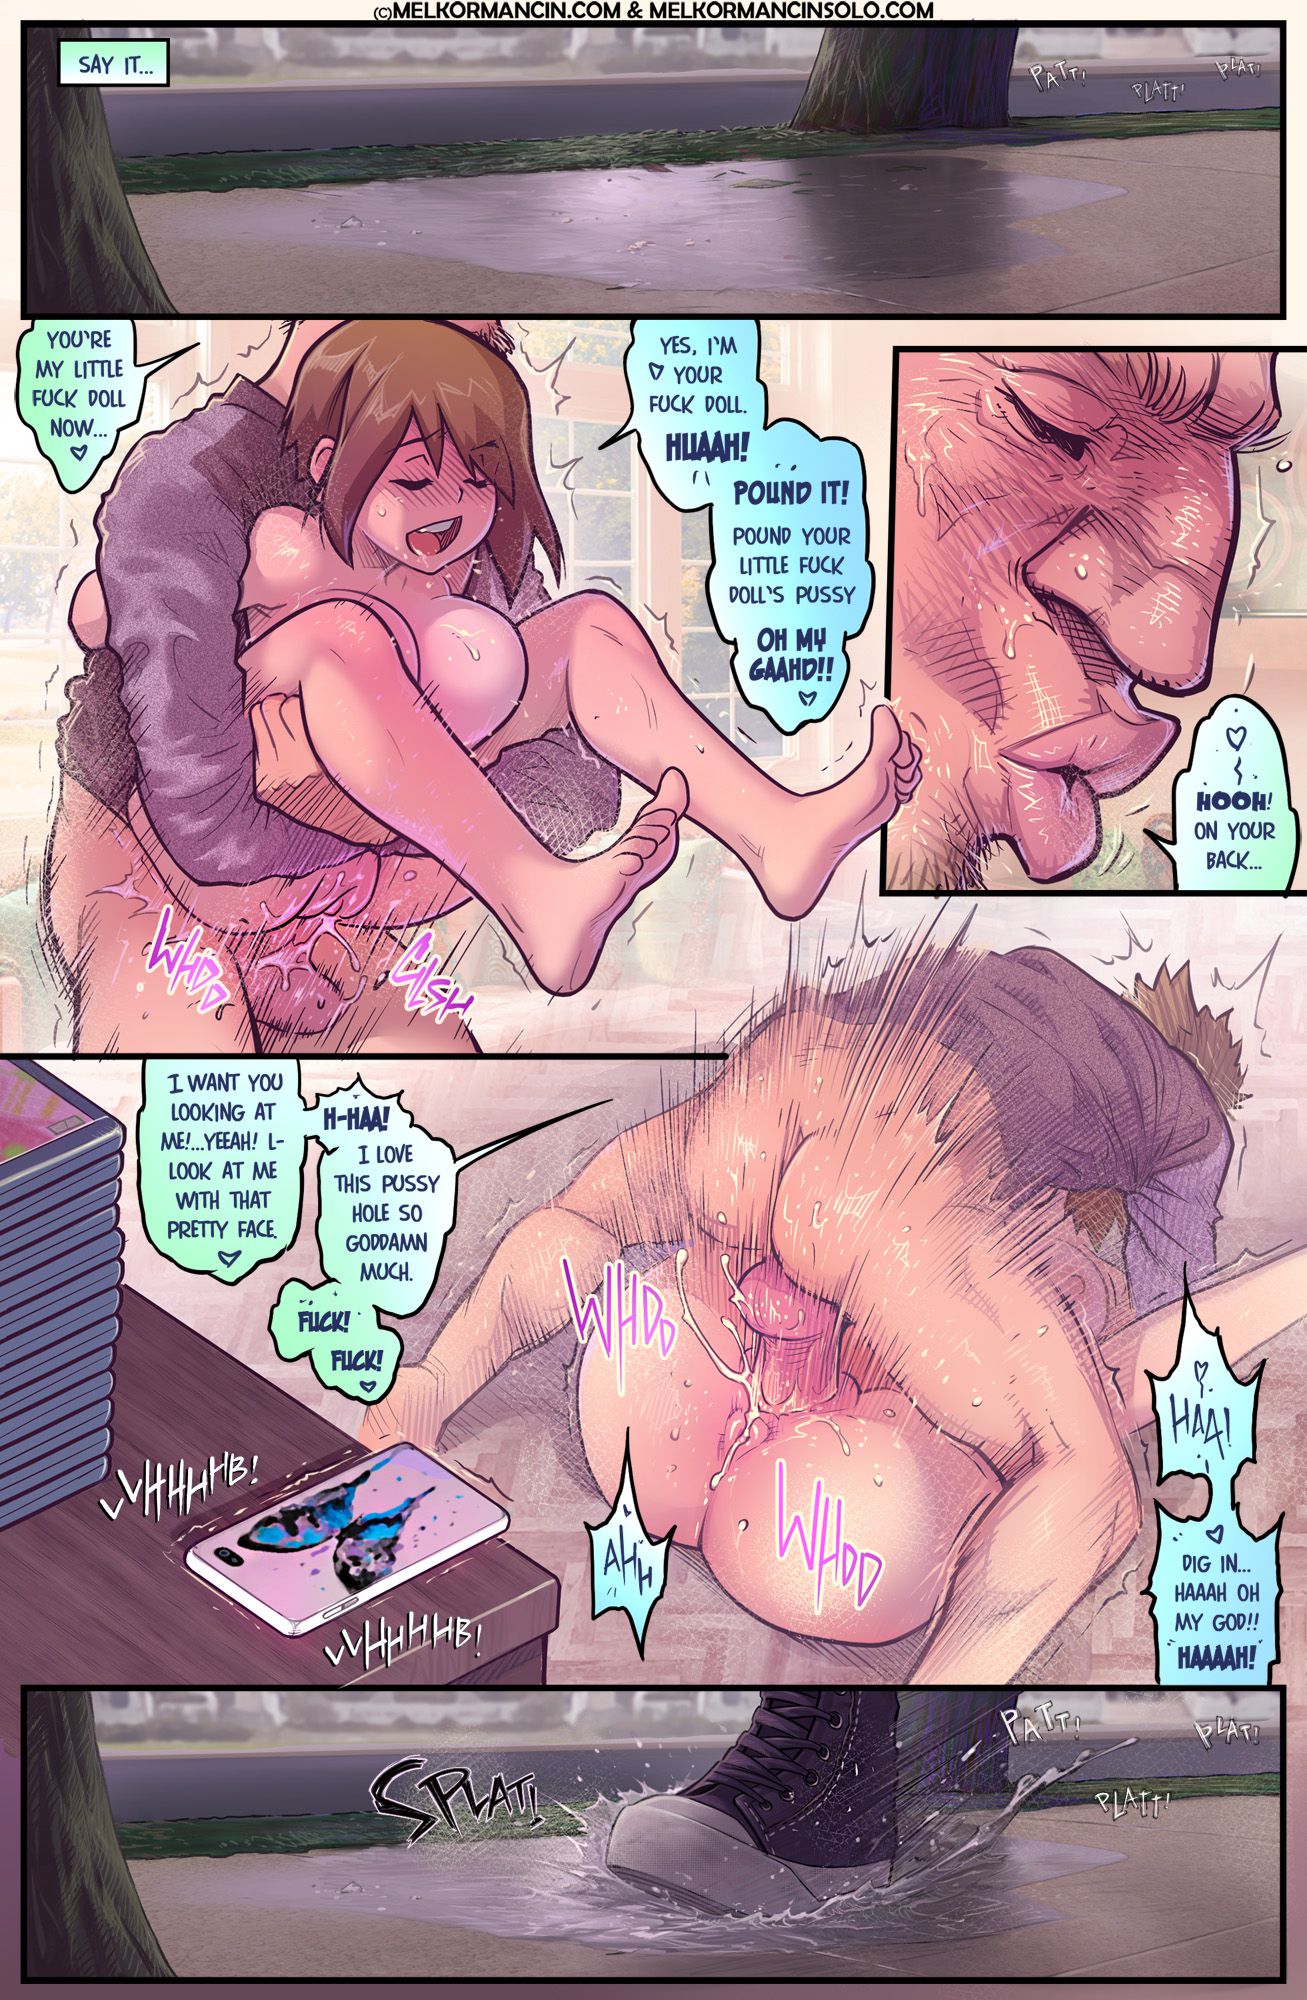 (C)MELKORMANCIN.COM & MELKORMANCINSOLO.COM
SAY IT...
PATT!
PLATT!
PLAT!
YOU'RE
MY LITTLE
FUCK DOLL
NOW...
YES, I'M
YOUR
FUCK DOLL.
HUAAH!
POUND IT!
POUND YOUR
LITTLE FUCK
DOLL'S PUSSY
OH MY
GAAHD!!
HOOH!
ON YOUR
BACK...
WHDD
GLSH
I WANT YOU
LOOKING AT
ME!...YEEAH! L-
LOOK AT ME
WITH THAT
PRETTY FACE.
H-HAA!
I LOVE
THIS PUSSY
HOLE SO
GODDAMN
MUCH.
FUCK!
FUCK!
WHDD
WHDD
AHH
HAA!
DIG IN...
HAAAH OH
MY GOD!!
HAAAAH!
VVHHHHB!
VVHHHHB!
SPLAT!
PATT!
PLAT!
PLATT!